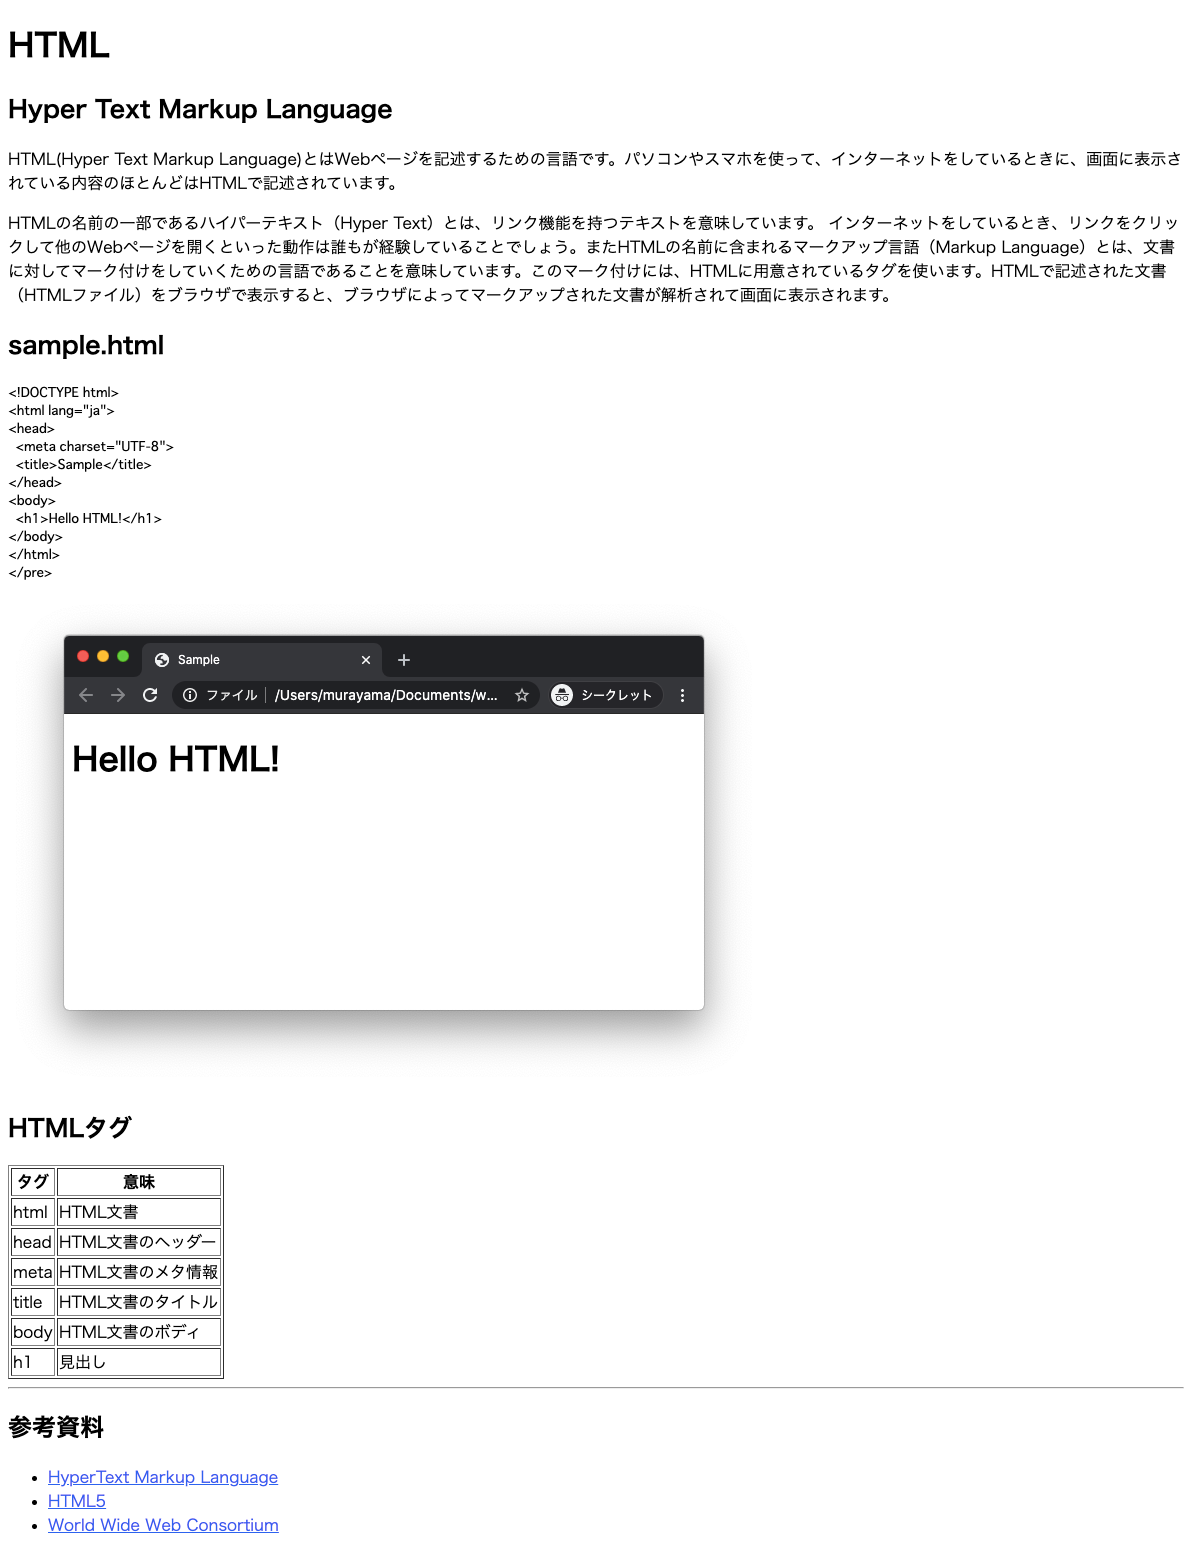 HTML
Hyper Text Markup Language
HTML(Hyper Text Markup Language)とはWebページを記述するための言語です。パソコンやスマホを使って、インターネットをしているときに、画面に表示さ
れている内容のほとんどはHTMLで記述されています。
HTMLの名前の一部であるハイパーテキスト（Hyper Text）とは、リンク機能を持つテキストを意味しています。 インターネットをしているとき、リンクをクリッ
クして他のWebページを開くといった動作は誰もが経験していることでしょう。またHTMLの名前に含まれるマークアップ言語（Markup Language）とは、文書
に対してマーク付けをしていくための言語であることを意味しています。このマーク付けには、HTMLに用意されているタグを使います。HTMLで記述された文書
（HTMLファイル）をブラウザで表示すると、ブラウザによってマークアップされた文書が解析されて画面に表示されます。
sample.html
<!DOCTYPE html>
<html lang="ja">
<head>
  <meta charset="UTF-8">
  <title>Sample</title>
</head>
<body>
  <h1>Hello HTML!</h1>
</body>
</html>
</pre>
Sample
ファイル /Users/murayama/Documents/w... シークレット
Hello HTML!
HTMLタグ
タグ 意味
html HTML文書
head HTML文書のヘッダー
meta HTML文書のメタ情報
title HTML文書のタイトル
body HTML文書のボディ
h1 見出し
参考資料
HyperText Markup Language
HTML5
World Wide Web Consortium